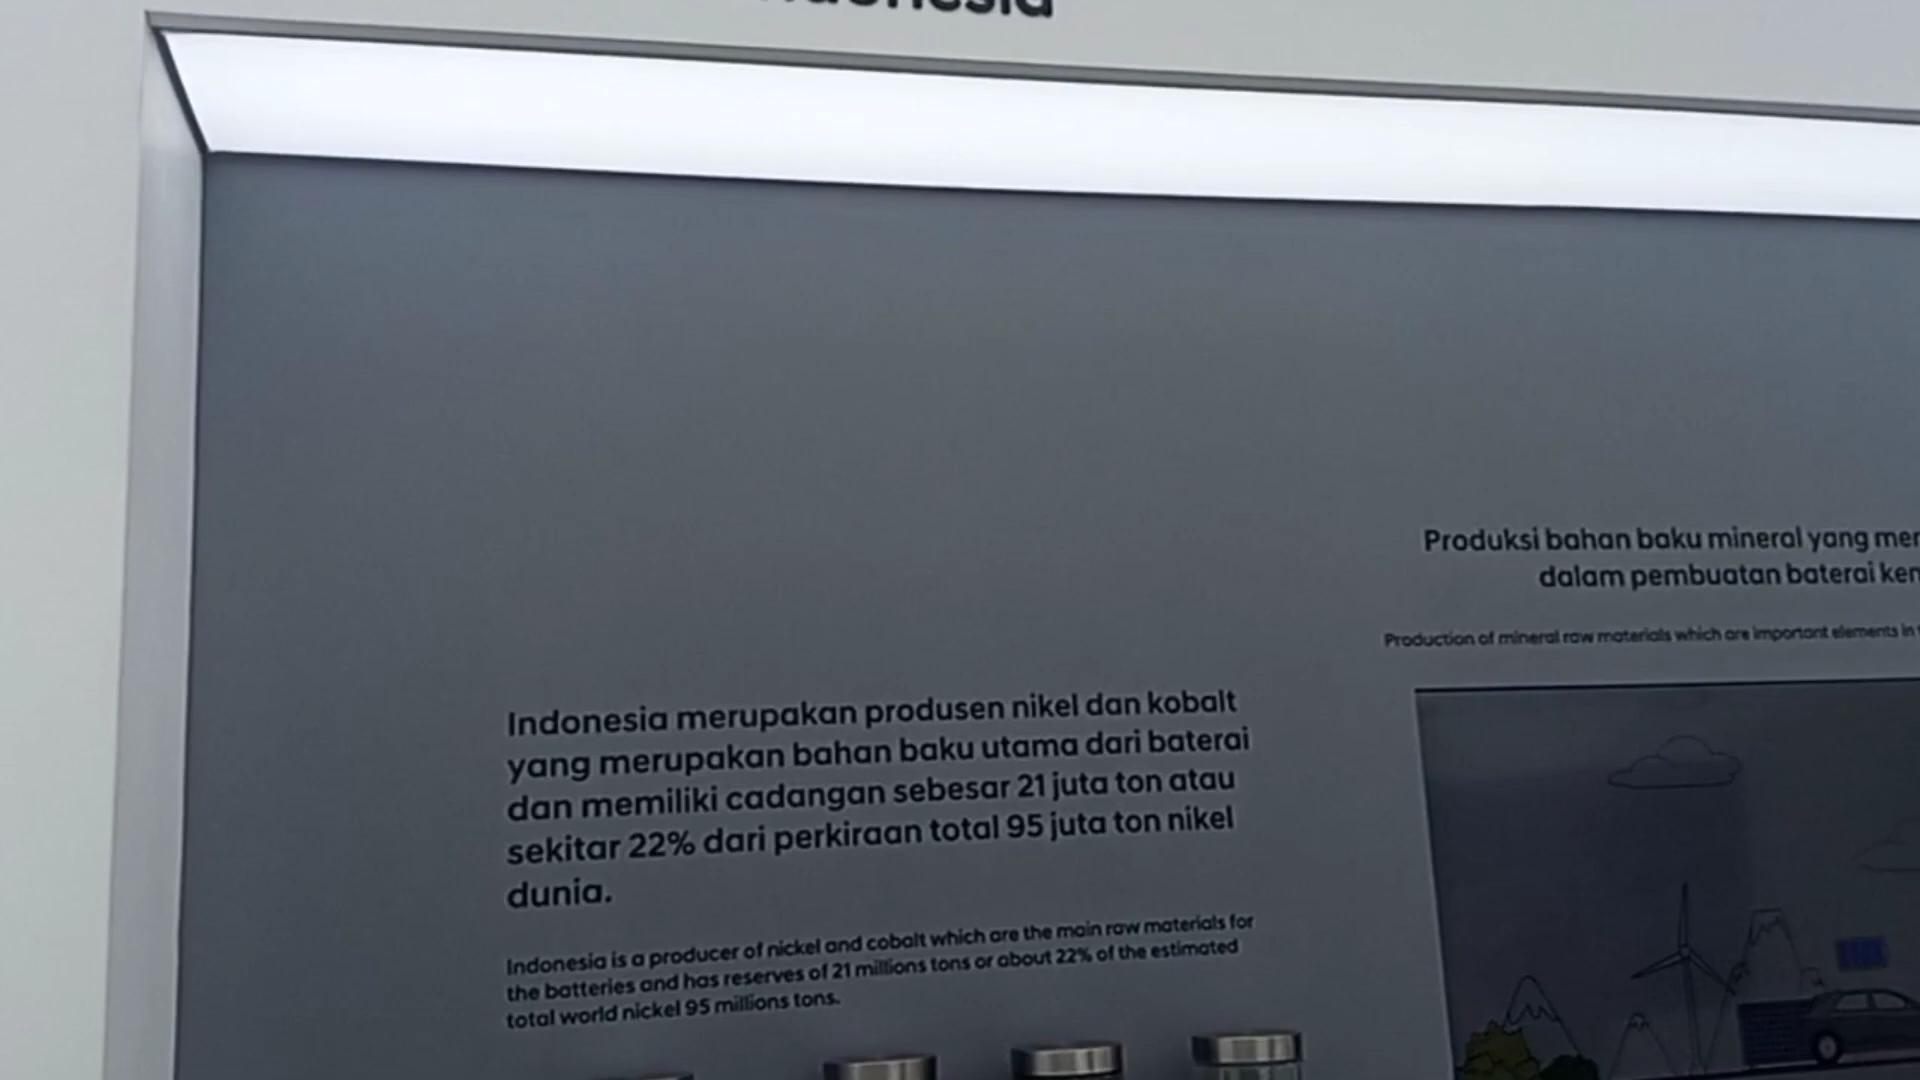 Indonesia merupakan produsen nikel dan kobalt
yang merupakan bahan baku utama dari baterai
dan memiliki cadangan sebesar 21 juta ton atau
sekitar 22% dari perkiraan total 95 juta ton nikel
dunia.
Indonesia is a producer of nickel and cobalt which are the main raw materials for
the batteries and has reserves of 21 millions tons or about 22% of the estimated
total world nickel 95 millions tons.
Produksi bahan baku mineral yang
dalam pembuatan baterai
Production of mineral raw materials which are important elements in